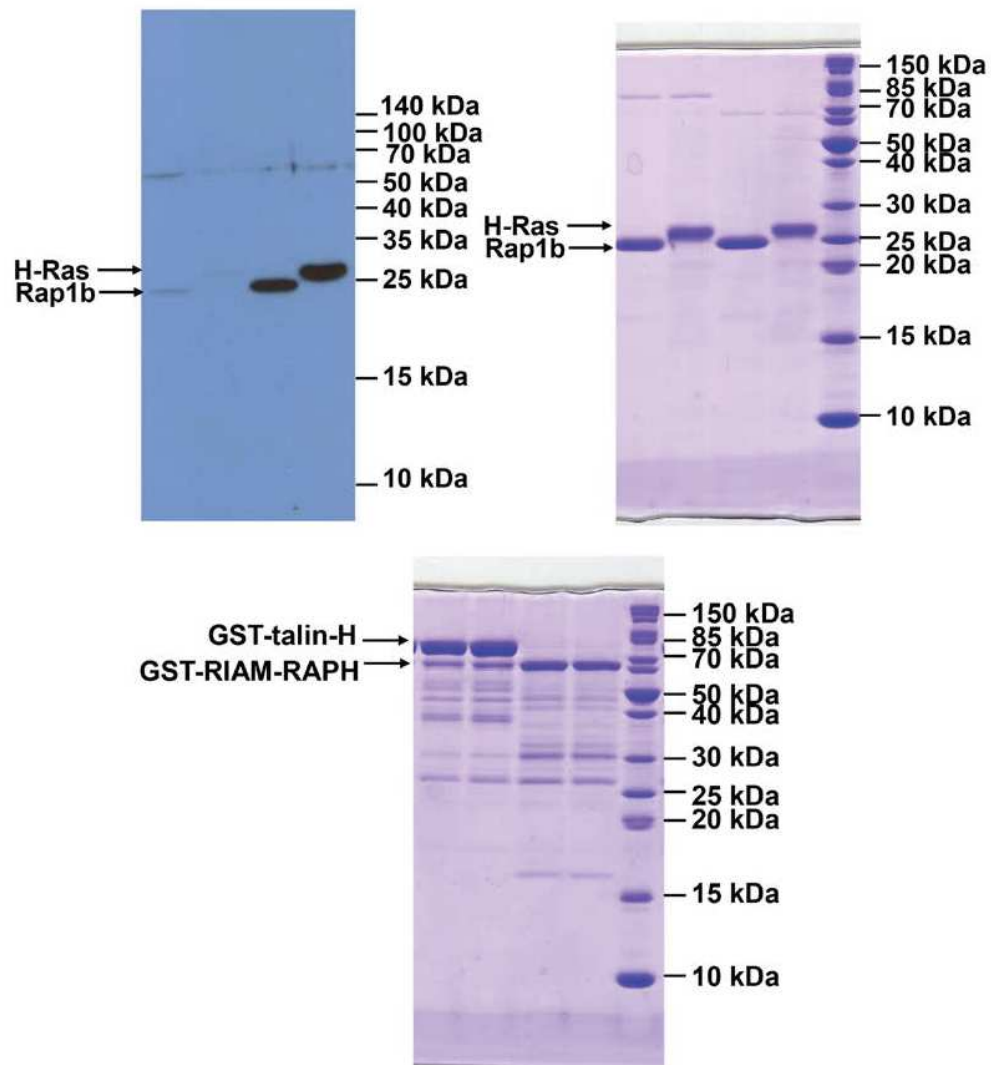 140 kDa
100 kDa
70 kDa
50 kDa
40 kDa
35 kDa
H-Ras
25 kDa
Rap1b
15 kDa
10 kDa
150 kDa
85 kDa
70 kDa
50 kDa
40 kDa
30 kDa
H-Ras
25 kDa
Rap1b
20 kDa
15 kDa
10 kDa
150 kDa
GST-talin-H
85 kDa
GST-RIAM-RAPH
70 kDa
50 kDa
40 kDa
30 kDa
25 kDa
20 kDa
15 kDa
10 kDa